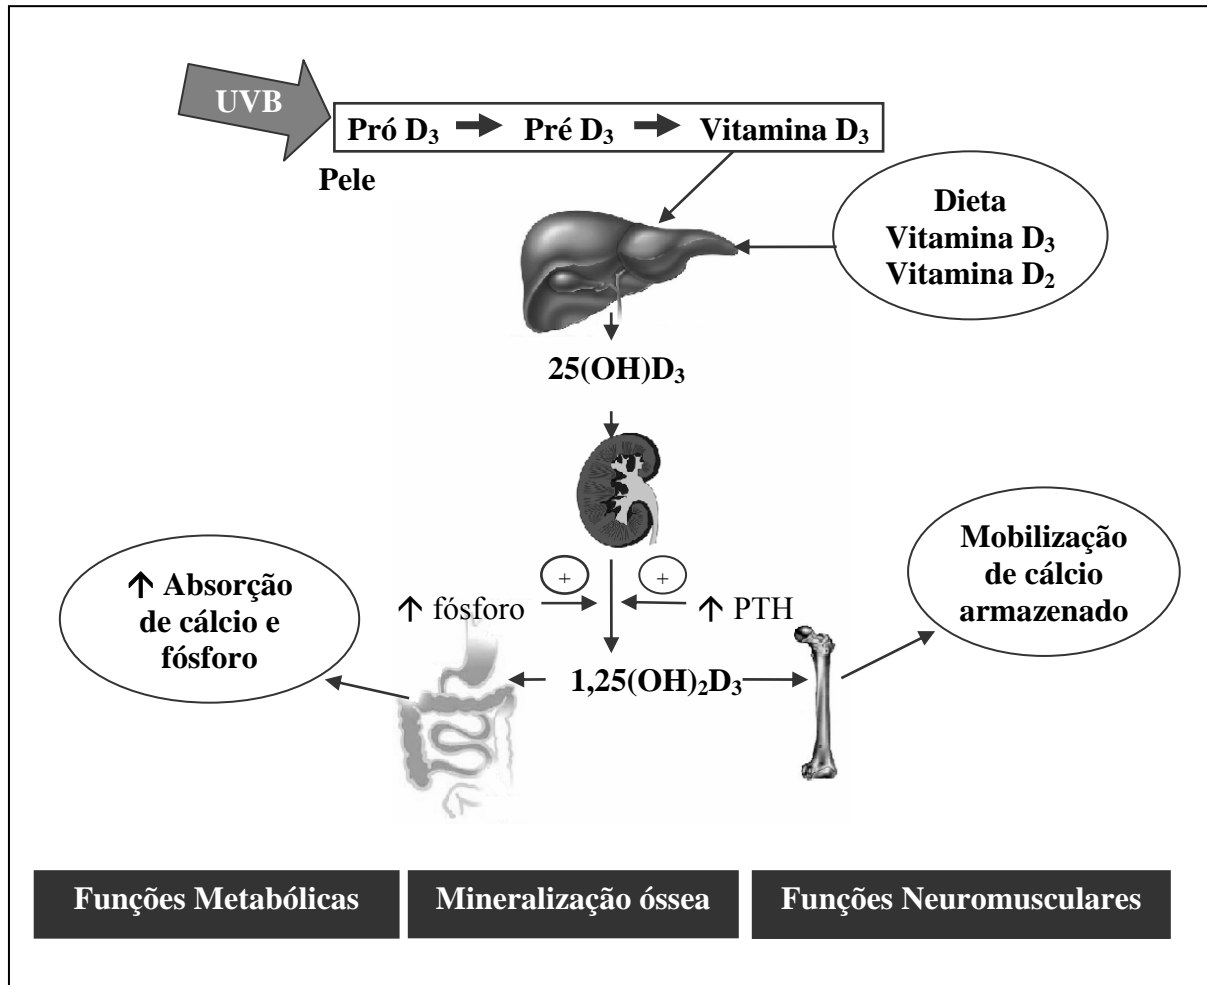 UVB
Pró D₃ → Pré D₃ → Vitamina D₃
Pele
Dieta
Vitamina D₃
Vitamina D₂
25(OH)D₃
Mobilização
de cálcio
armazenado
↑ Absorção
de cálcio e
fósforo
+
+
↑ fósforo
↑ PTH
1,25(OH)₂D₃
Funções Metabólicas
Mineralização óssea
Funções Neuromusculares